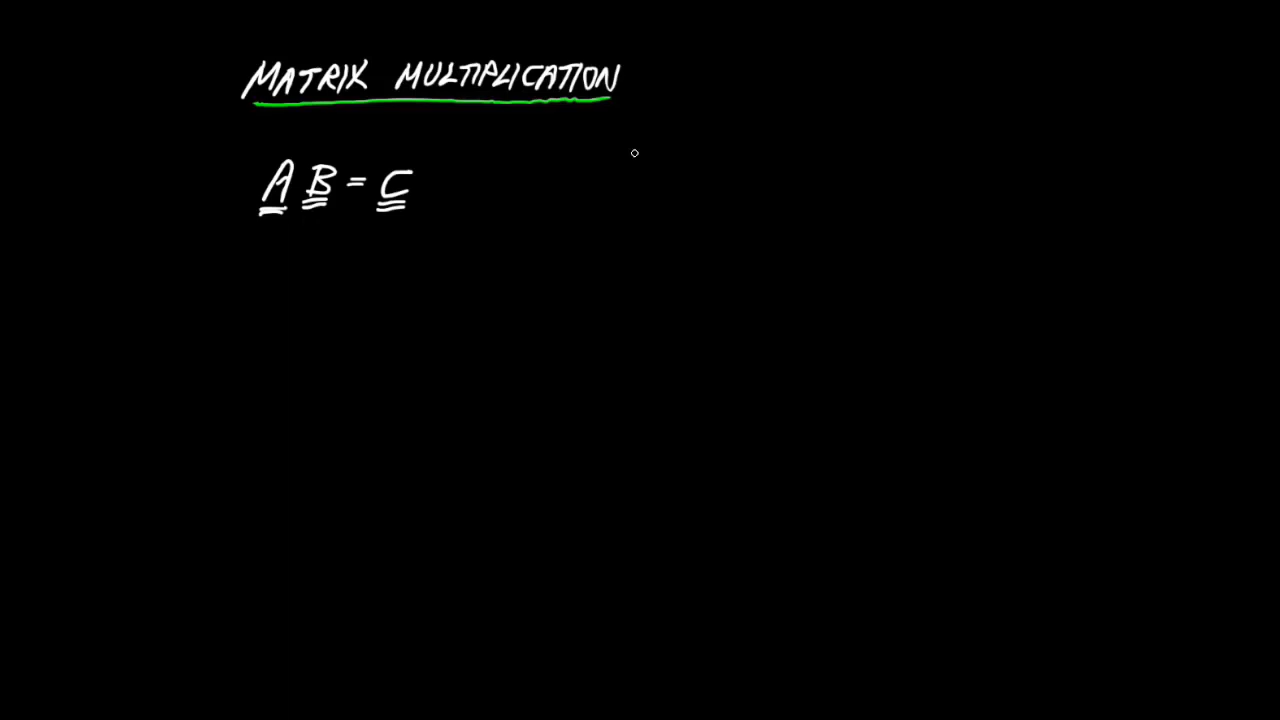 MATRIX MULTIPLICATION
A B = C